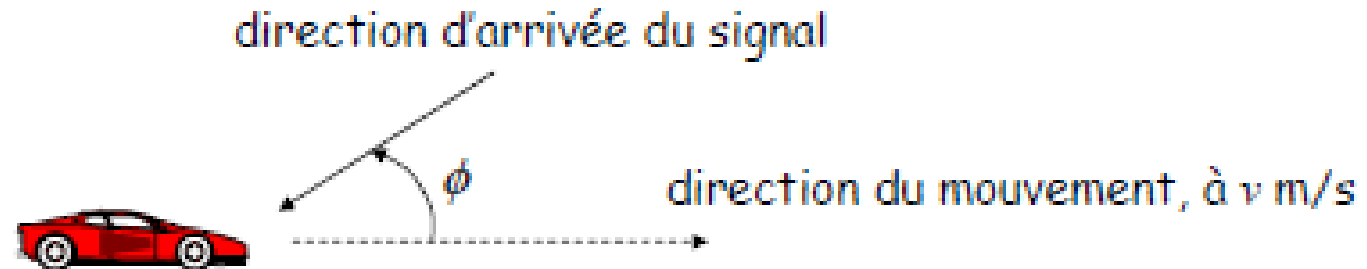 direction d'arrivée du signal
ϕ
direction du mouvement, à v m/s